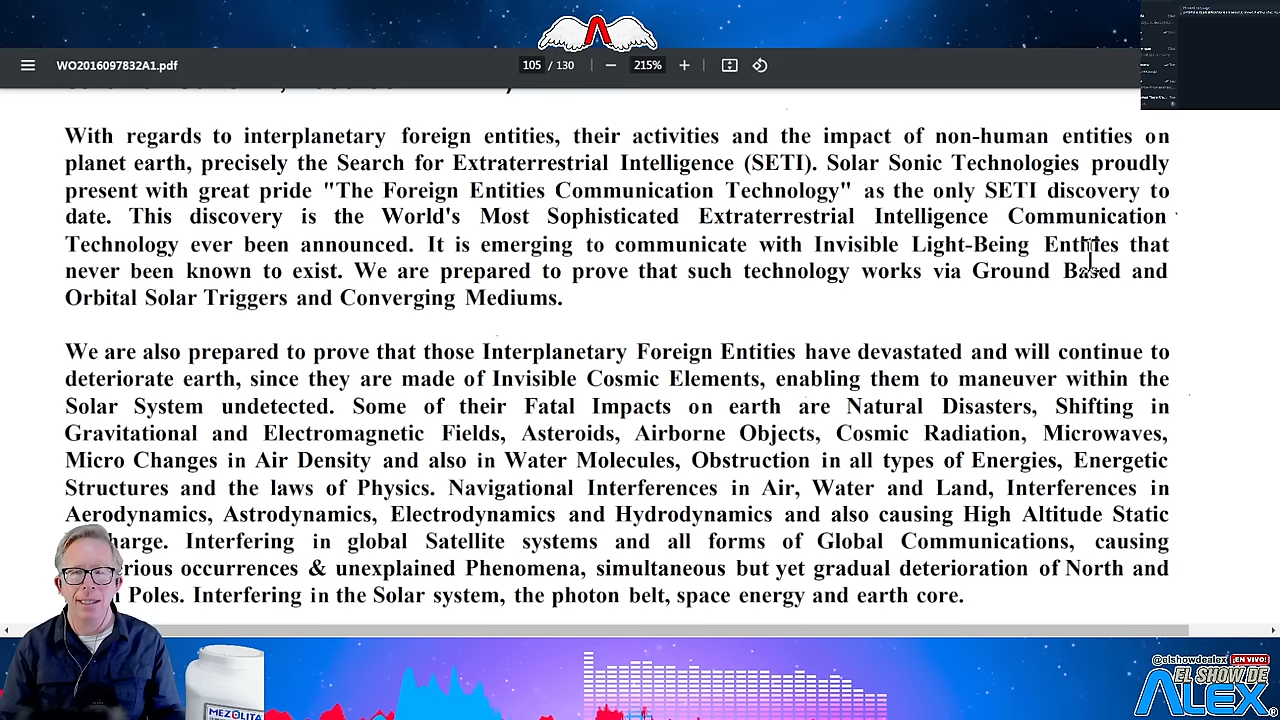 WO2016097832A1.pdf
105 / 130
215%
With regards to interplanetary foreign entities, their activities and the impact of non-human entities on
planet earth, precisely the Search for Extraterrestrial Intelligence (SETI). Solar Sonic Technologies proudly
present with great pride "The Foreign Entities Communication Technology" as the only SETI discovery to
date. This discovery is the World's Most Sophisticated Extraterrestrial Intelligence Communication
Technology ever been announced. It is emerging to communicate with Invisible Light-Being Entities that
never been known to exist. We are prepared to prove that such technology works via Ground Based and
Orbital Solar Triggers and Converging Mediums.
We are also prepared to prove that those Interplanetary Foreign Entities have devastated and will continue to
deteriorate earth, since they are made of Invisible Cosmic Elements, enabling them to maneuver within the
Solar System undetected. Some of their Fatal Impacts on earth are Natural Disasters, Shifting in
Gravitational and Electromagnetic Fields, Asteroids, Airborne Objects, Cosmic Radiation, Microwaves,
Micro Changes in Air Density and also in Water Molecules, Obstruction in all types of Energies, Energetic
Structures and the laws of Physics. Navigational Interferences in Air, Water and Land, Interferences in
Aerodynamics, Astrodynamics, Electrodynamics and Hydrodynamics and also causing High Altitude Static
harge. Interfering in global Satellite systems and all forms of Global Communications, causing
rious occurrences & unexplained Phenomena, simultaneous but yet gradual deterioration of North and
Poles. Interfering in the Solar system, the photon belt, space energy and earth core.
@elshowdealex ¡EN VIVO!
EL SHOW DE
ALEX
MEZOLITA